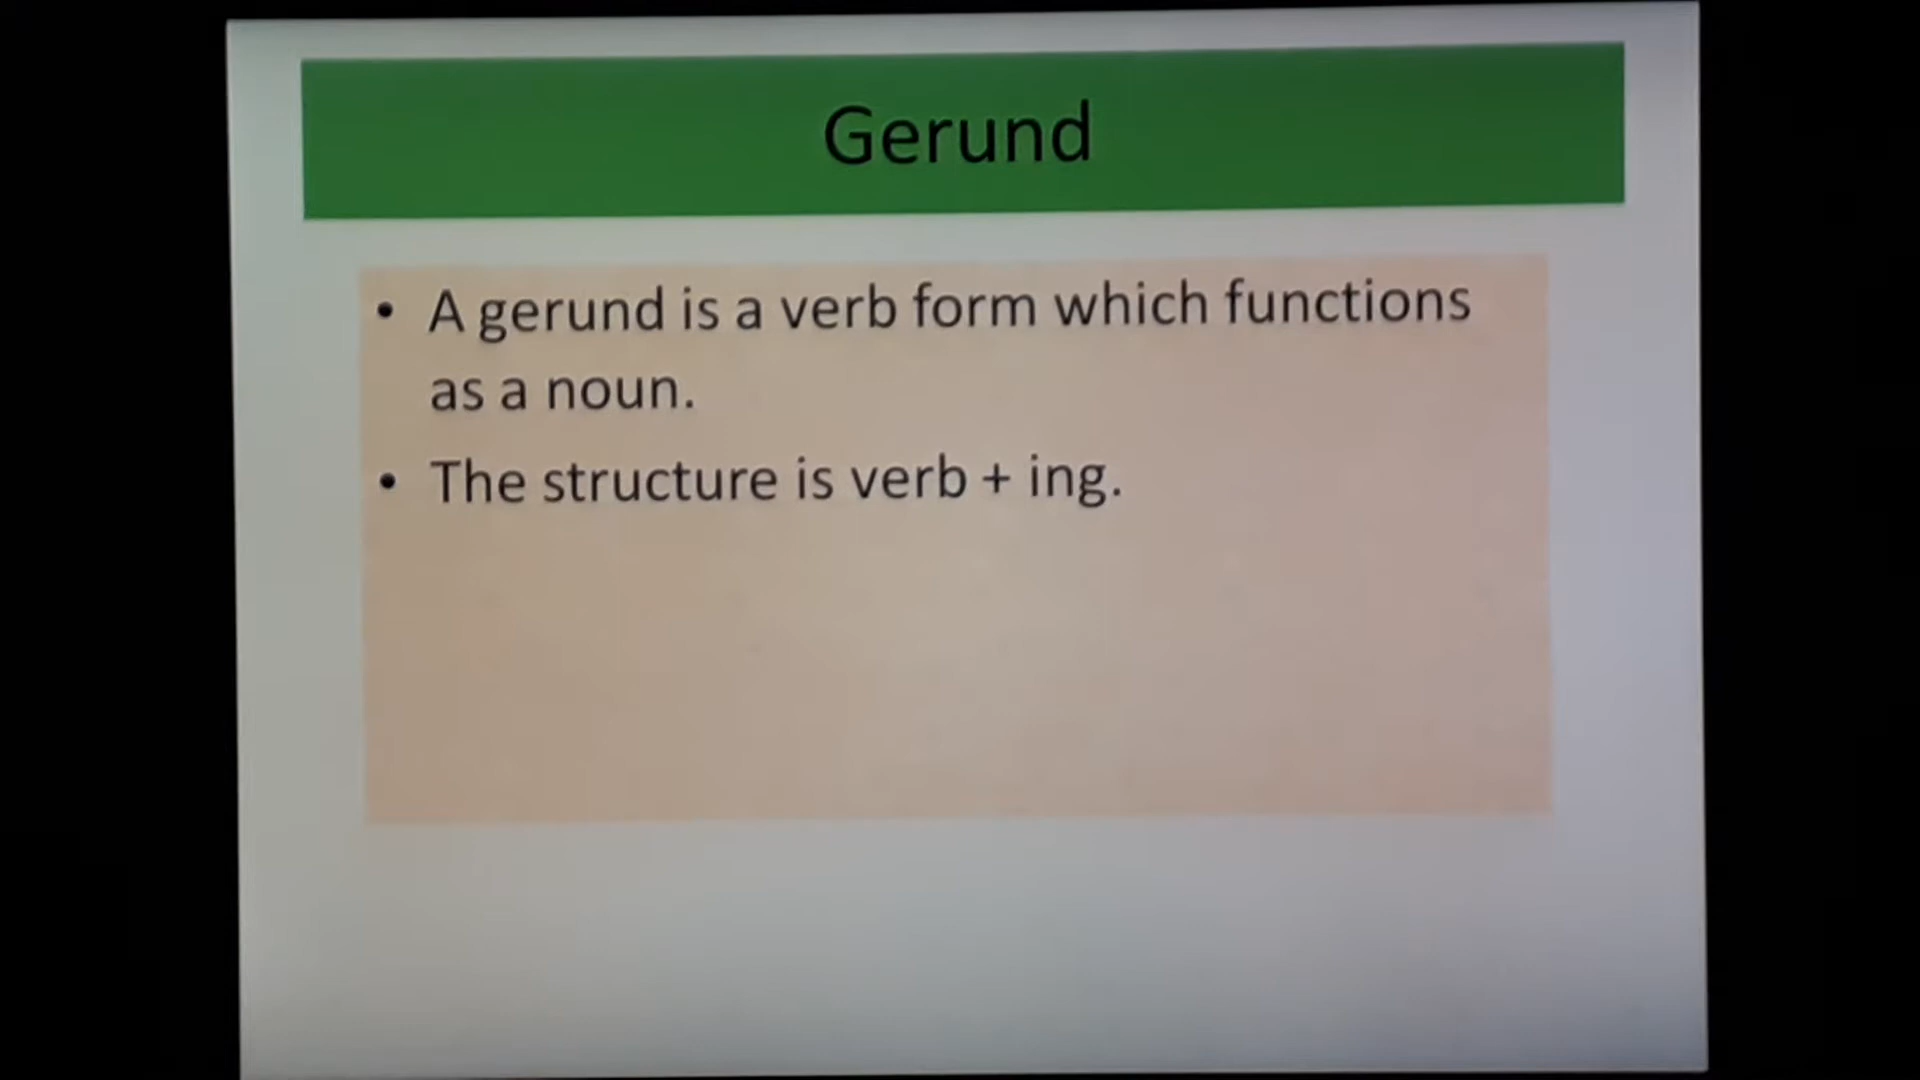 Gerund
• A gerund is a verb form which functions
as a noun.
• The structure is verb + ing.